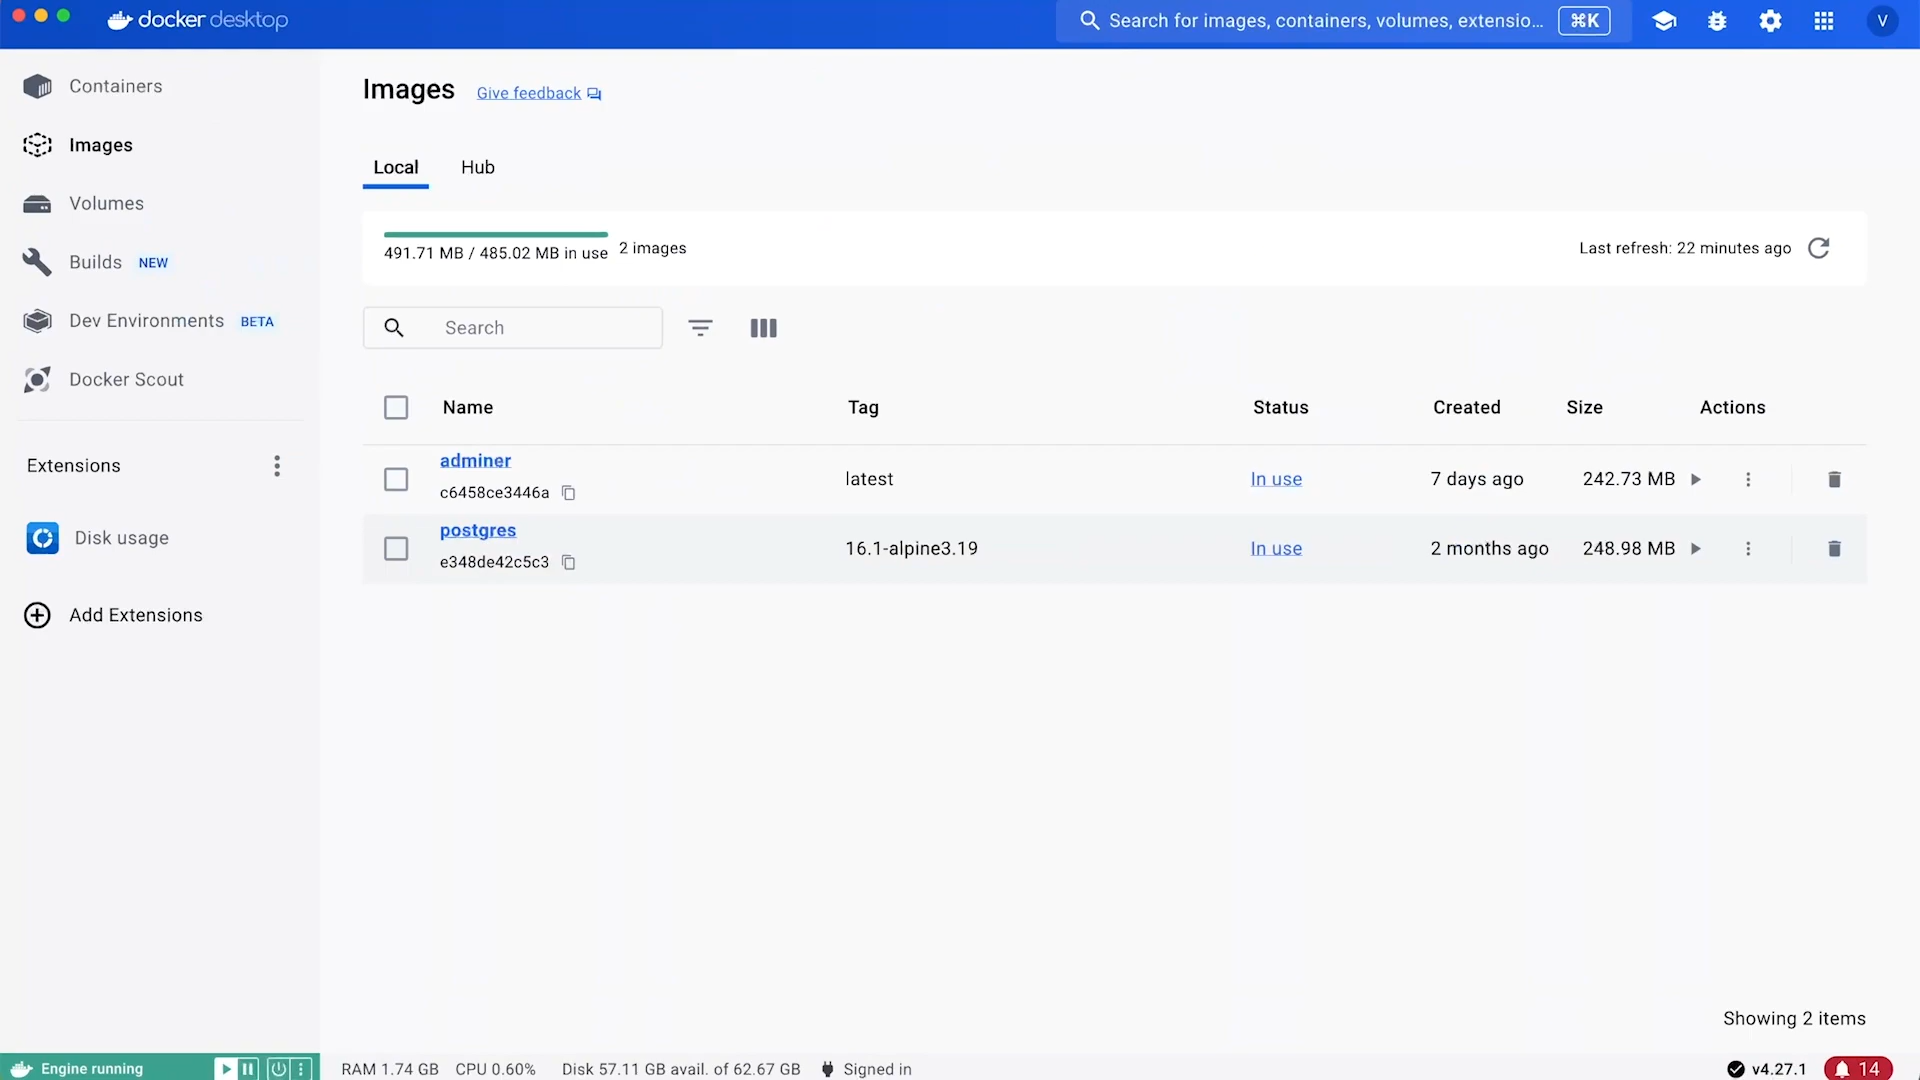 docker desktop
Search for images, containers, volumes, extensio... ⌘K
V
Containers
Images
Volumes
Builds NEW
Dev Environments BETA
Docker Scout
Extensions
Disk usage
Add Extensions
Images Give feedback
Local Hub
491.71 MB / 485.02 MB in use 2 images
Last refresh: 22 minutes ago
Search
Name Tag Status Created Size Actions
adminer
c6458ce3446a
latest In use 7 days ago 242.73 MB
postgres
e348de42c5c3
16.1-alpine3.19 In use 2 months ago 248.98 MB
Showing 2 items
Engine running
RAM 1.74 GB CPU 0.60% Disk 57.11 GB avail. of 62.67 GB Signed in
v4.27.1 14